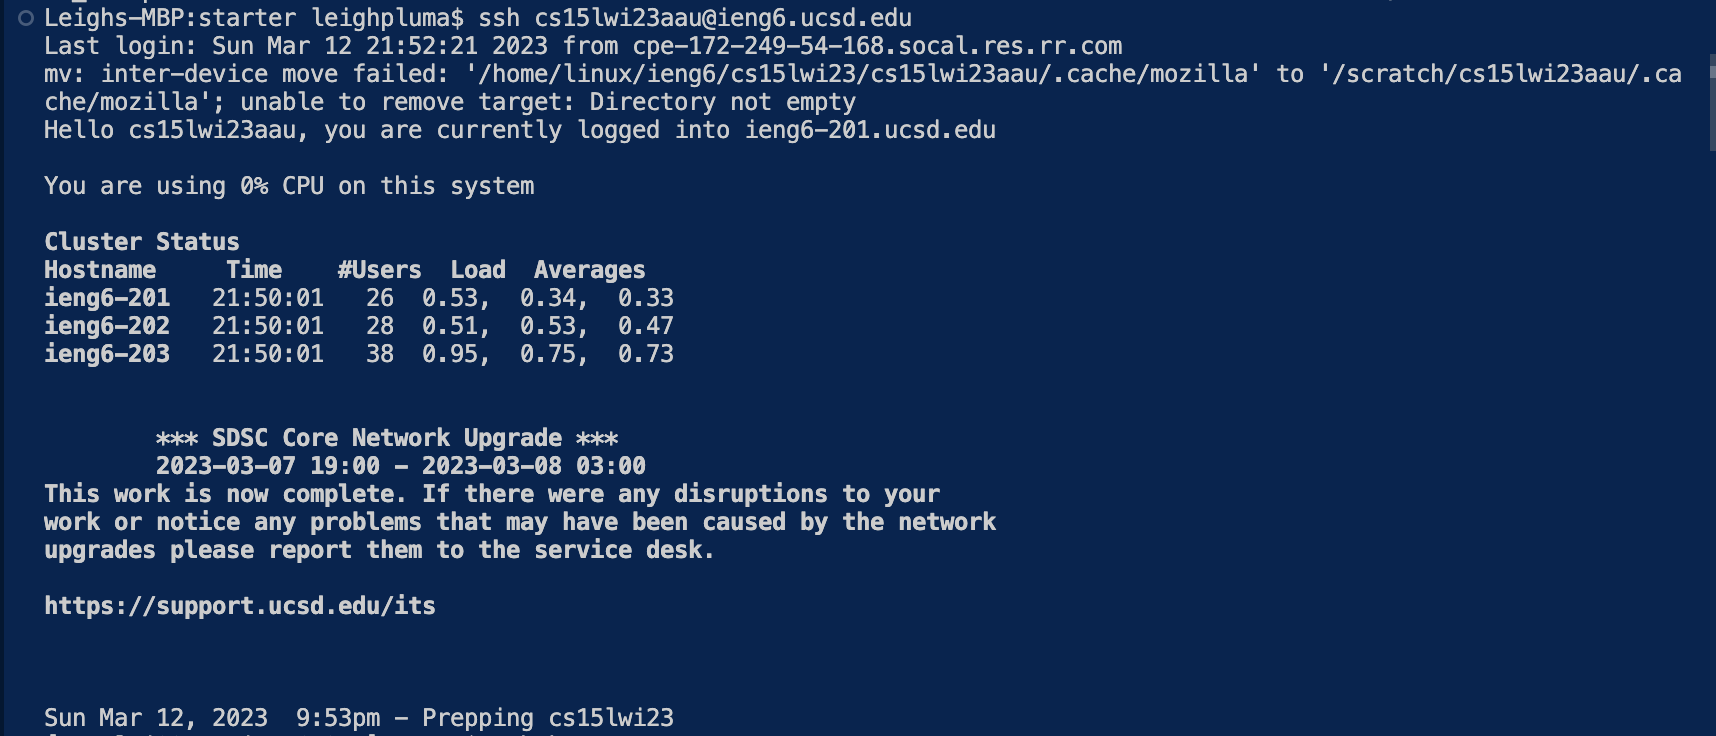 Leighs-MBP:starter leighpluma$ ssh cs15lwi23aau@ieng6.ucsd.edu
Last login: Sun Mar 12 21:52:21 2023 from cpe-172-249-54-168.socal.res.rr.com
mv: inter-device move failed: '/home/linux/ieng6/cs15lwi23/cs15lwi23aau/.cache/mozilla' to '/scratch/cs15lwi23aau/.ca
che/mozilla'; unable to remove target: Directory not empty
Hello cs15lwi23aau, you are currently logged into ieng6-201.ucsd.edu
You are using 0% CPU on this system
Cluster Status
Hostname     Time    #Users  Load  Averages
ieng6-201   21:50:01   26  0.53,  0.34,  0.33
ieng6-202   21:50:01   28  0.51,  0.53,  0.47
ieng6-203   21:50:01   38  0.95,  0.75,  0.73
*** SDSC Core Network Upgrade ***
2023-03-07 19:00 - 2023-03-08 03:00
This work is now complete. If there were any disruptions to your
work or notice any problems that may have been caused by the network
upgrades please report them to the service desk.
https://support.ucsd.edu/its
Sun Mar 12, 2023  9:53pm - Prepping cs15lwi23